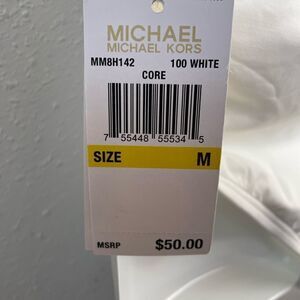 MICHAEL
MICHAEL KORS
MM8H142 100 WHITE
CORE
7 55448 55534 5
SIZE M
MSRP $50.00